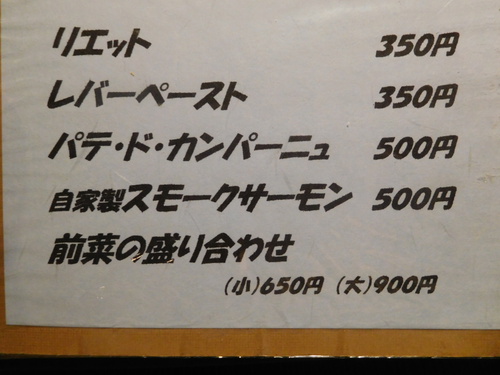 リエット 350円
レバーペースト 350円
パテ・ド・カンパーニュ 500円
自家製スモークサーモン 500円
前菜の盛り合わせ
(小)650円 (大)900円